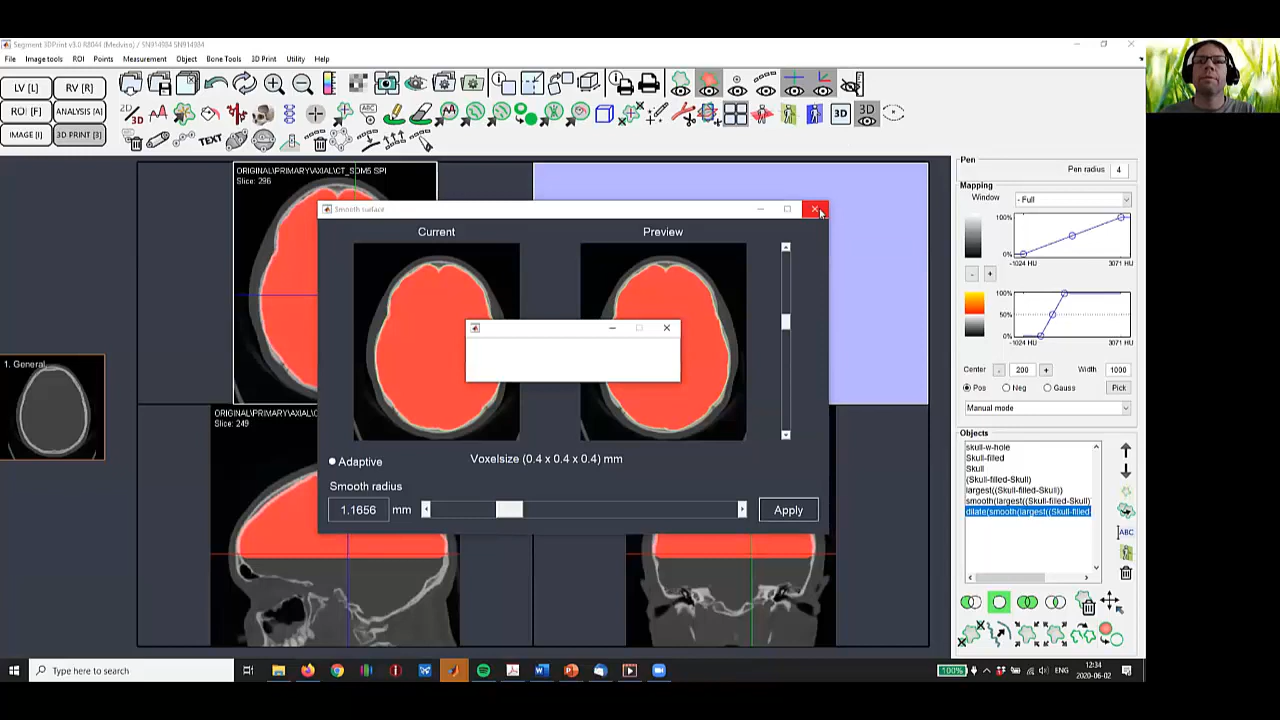 Segment 3DPrint v3.0 R8044 (Medviso) / SN914984 SN914984
File Image tools ROI Points Measurement Object Bone Tools 3D Print Utility Help
LV [L] RV [R]
ROI [F] ANALYSIS [A]
IMAGE [I] 3D PRINT [3]
2D
3D
ABC
3D
3D
TEXT
ORIGINAL\PRIMARY\AXIAL\CT_SOM5 SPI
Slice: 296
1. General
ORIGINAL\PRIMARY\AXIAL\C
Slice: 249
Smooth surface
Current Preview
Adaptive
Voxelsize (0.4 x 0.4 x 0.4) mm
Smooth radius
1.1656 mm Apply
Pen
Pen radius 4
Mapping
Window - Full
100%
0%
-1024 HU 3071 HU
- +
100%
50%
0%
-1024 HU 3071 HU
Center - 200 + Width 1000
Pos Neg Gauss Pick
Manual mode
Objects
skull-w-hole
Skull-filled
Skull
(Skull-filled-Skull)
largest((Skull-filled-Skull))
smooth(largest((Skull-filled-Skull)
dilate(smooth(largest((Skull-filled
ABC
Type here to search
100% ENG 12:34
2020-06-02